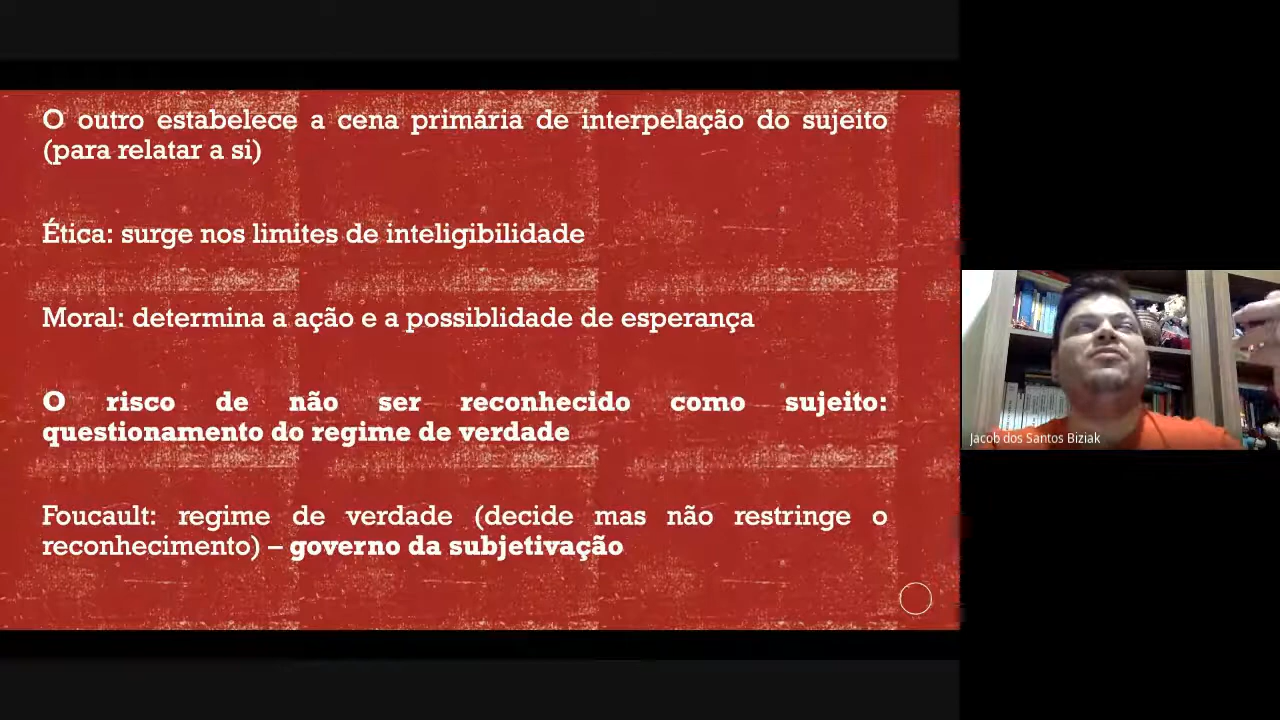 O outro estabelece a cena primária de interpelação do sujeito
(para relatar a si)
Ética: surge nos limites de inteligibilidade
Moral: determina a ação e a possiblidade de esperança
O risco de não ser reconhecido como sujeito:
questionamento do regime de verdade
Foucault: regime de verdade (decide mas não restringe o
reconhecimento) – governo da subjetivação
Jacob dos Santos Biziak